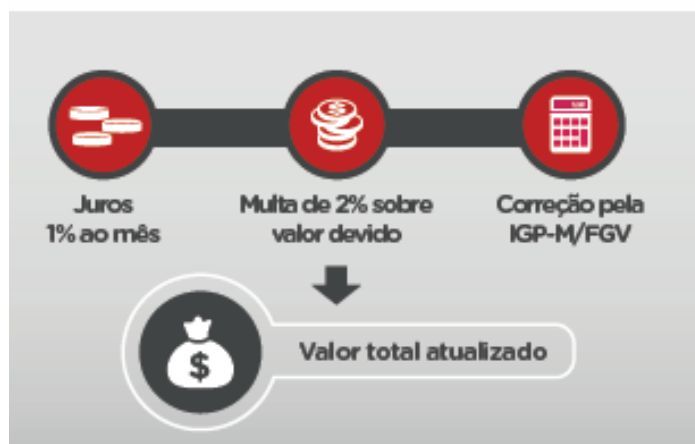 Juros
1% ao mês
Multa de 2% sobre
valor devido
Correção pela
IGP-M/FGV
$
Valor total atualizado
$